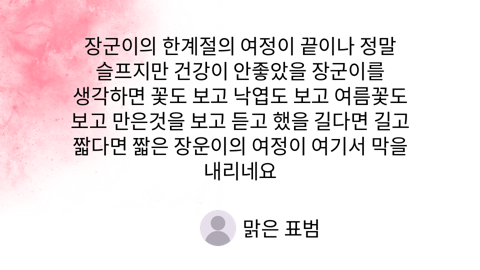 장군이의 한계절의 여정이 끝이나 정말
슬프지만 건강이 안좋았을 장군이를
생각하면 꽃도 보고 낙엽도 보고 여름꽃도
보고 만은것을 보고 듣고 했을 길다면 길고
짧다면 짧은 장운이의 여정이 여기서 막을
내리네요
맑은 표범